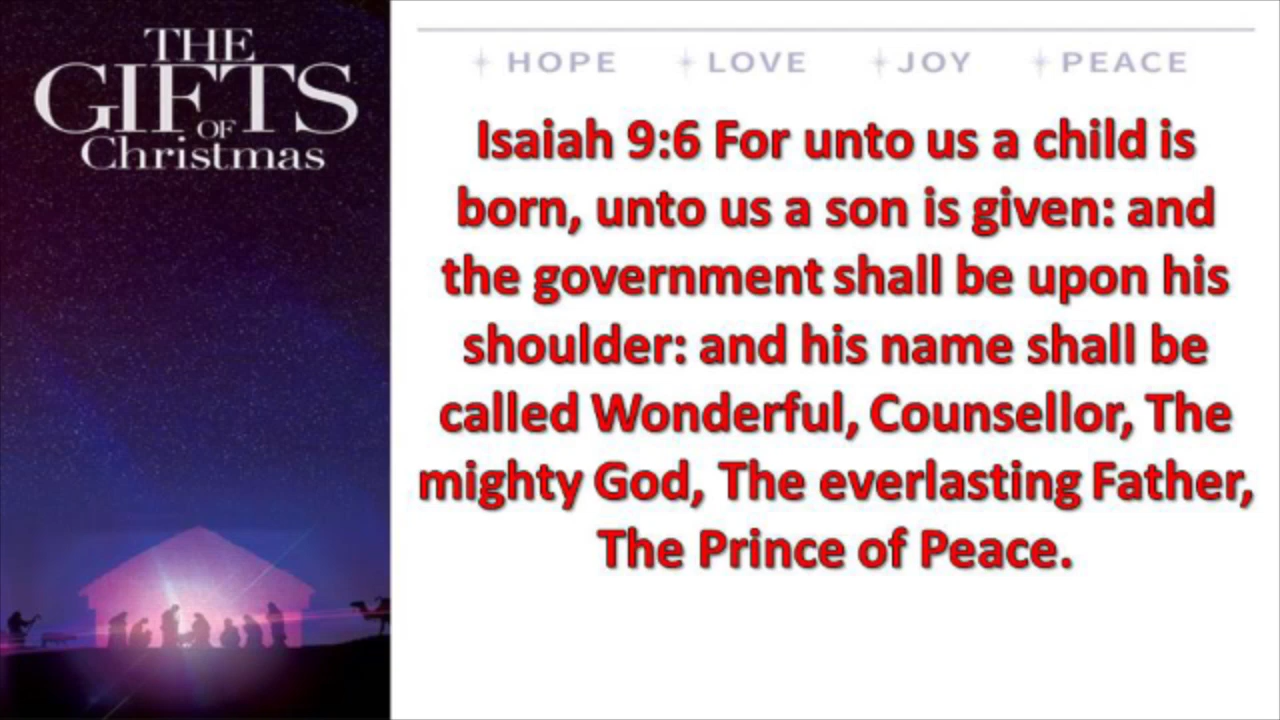 THE
GIFTS
OF
Christmas
HOPE LOVE JOY PEACE
Isaiah 9:6 For unto us a child is
born, unto us a son is given: and
the government shall be upon his
shoulder: and his name shall be
called Wonderful, Counsellor, The
mighty God, The everlasting Father,
The Prince of Peace.